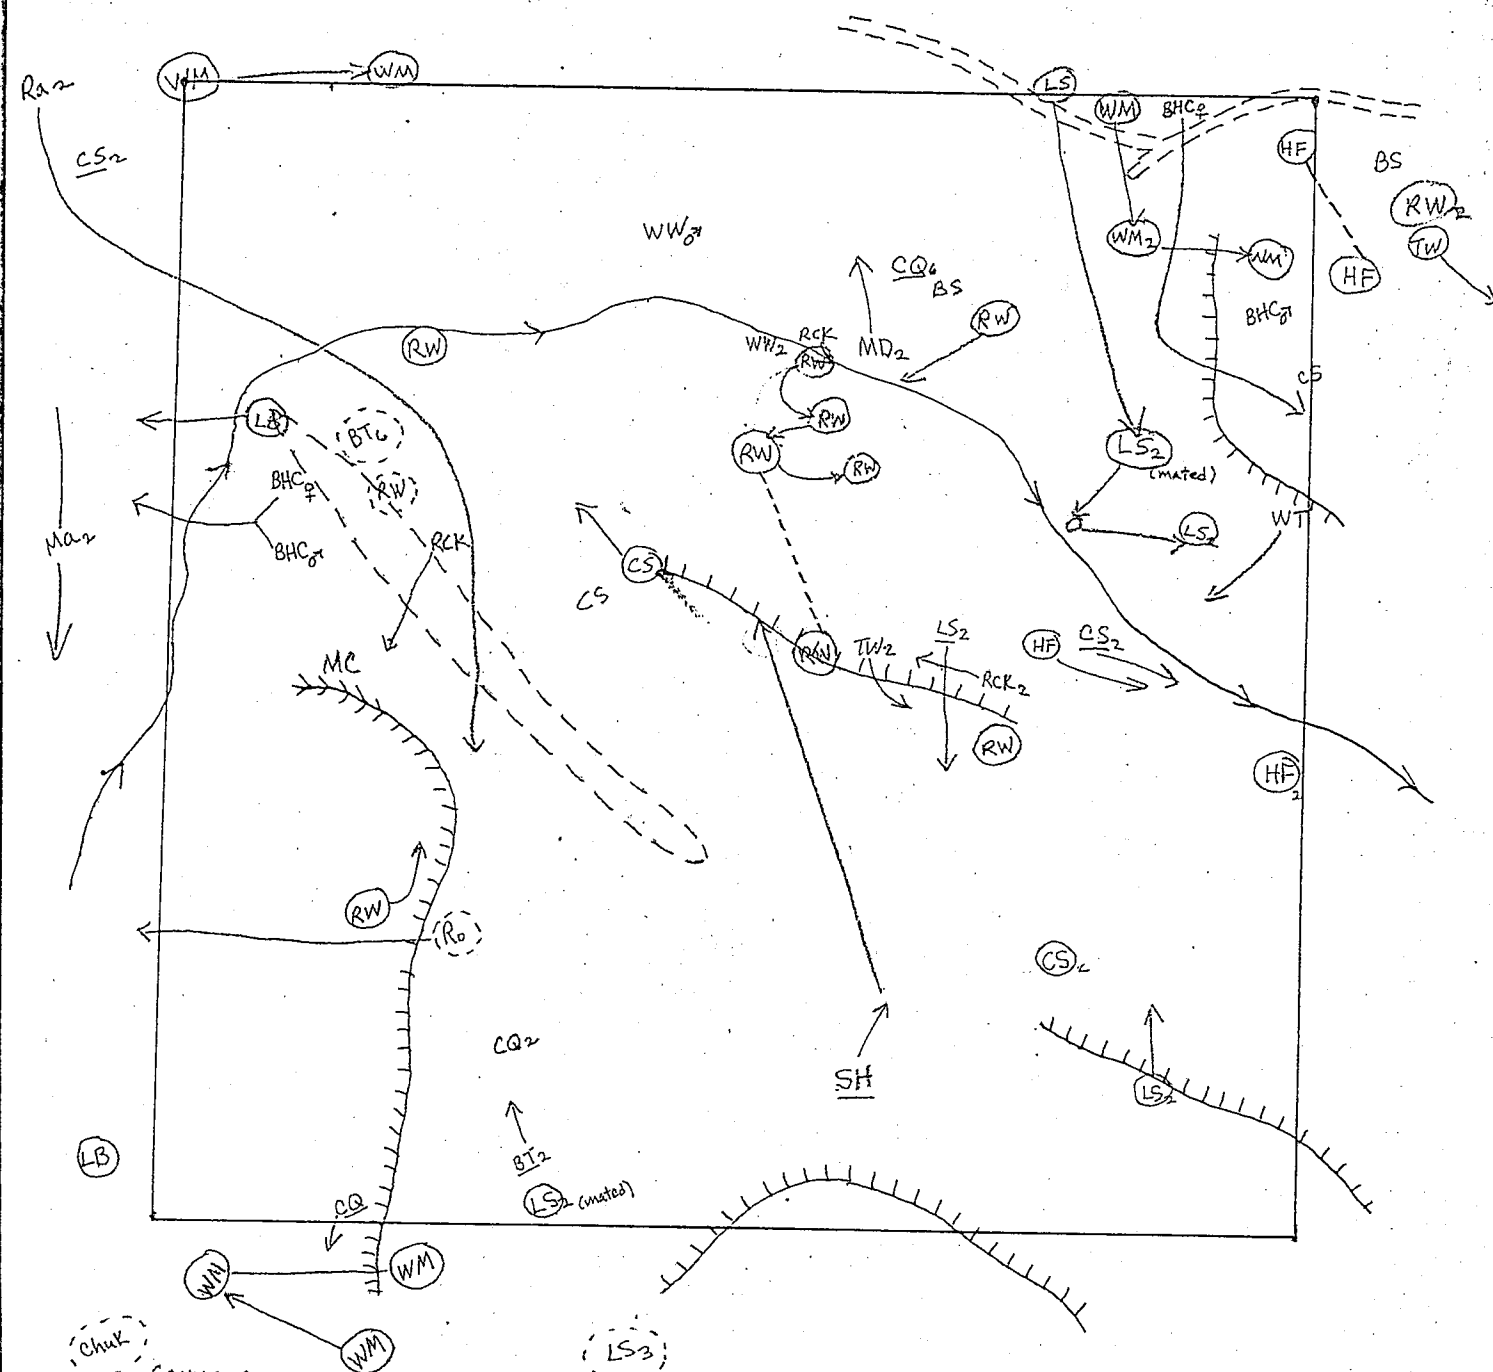 WM
WM
Ra2
CS2
LS
WM
BHC♀
HF
BS
RW2
TW
WW♂
WM2
WM
HF
CQ6
BS
BHC♂
RW
RW
RCK
WW2
RW
MD2
CS
LB
BT6
RW
RW
RW
LS2
(mated)
BHC♀
RW
Ma2
BHC♂
RCK
WT
LS2
CS
CS
MC
RW
TW2
LS2
RCK2
HF
CS2
RW
HF2
RW
Ro
CS2
CQ2
SH
LS2
LB
BT2
LS2 (mated)
CQ
WM
WM
WM
Chuk
LS3